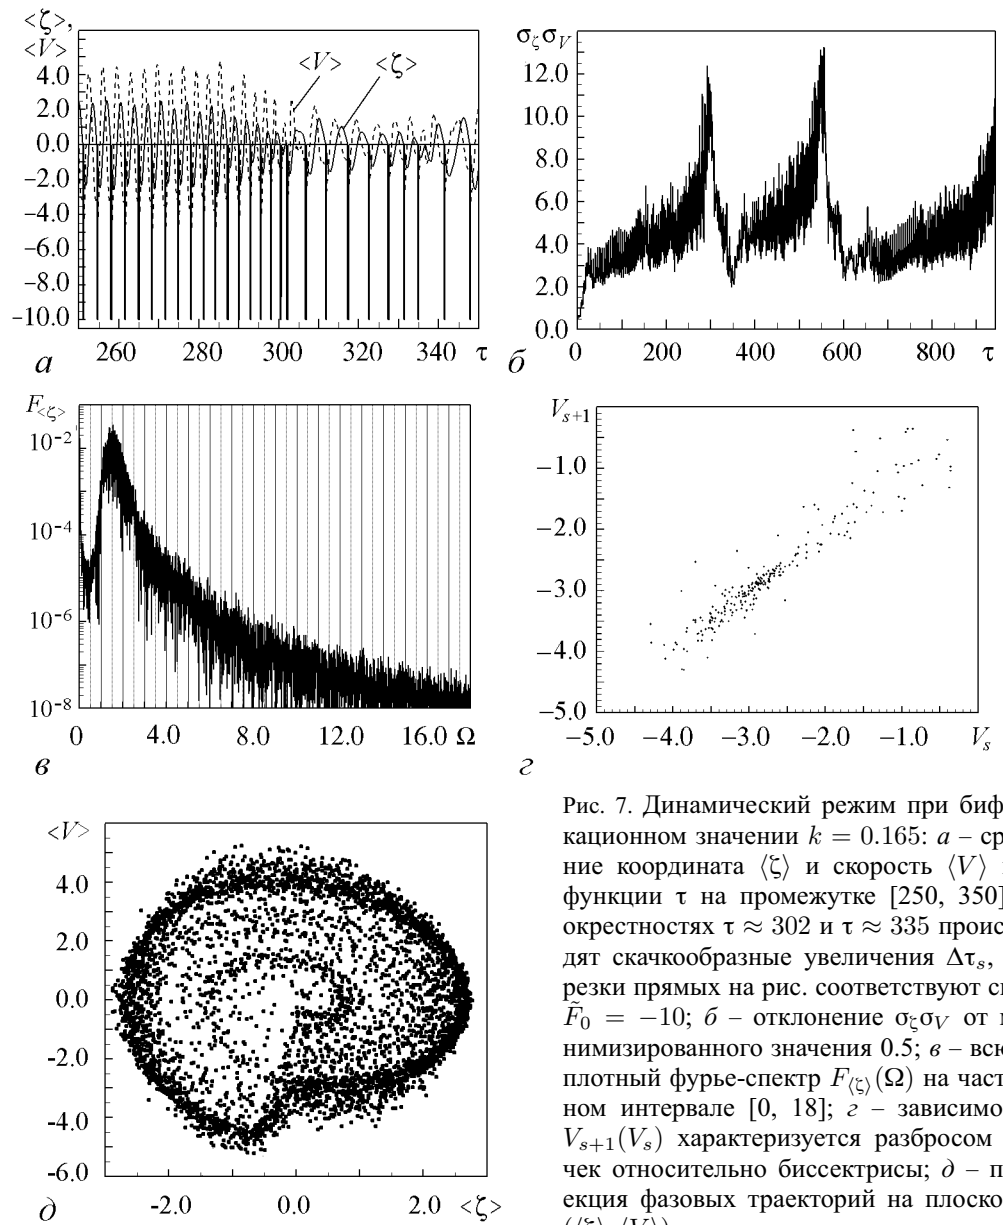 <ζ>,
<V>
4.0
2.0
0.0
−2.0
−4.0
−6.0
−8.0
−10.0
<V> <ζ>
260 280 300 320 340 τ
а
σζσV
12.0
10.0
8.0
6.0
4.0
2.0
0.0
0 200 400 600 800 τ
б
F<ζ>
10−2
10−4
10−6
10−8
0 4.0 8.0 12.0 16.0 Ω
в
Vs+1
−1.0
−2.0
−3.0
−4.0
−5.0
−5.0 −4.0 −3.0 −2.0 −1.0 Vs
г
<V>
4.0
2.0
0.0
-2.0
-4.0
-6.0
-2.0 0.0 2.0 <ζ>
д
Рис. 7. Динамический режим при биф
кационном значении k = 0.165: а – ср
ние координата ⟨ζ⟩ и скорость ⟨V⟩
функции τ на промежутке [250, 350]
окрестностях τ ≈ 302 и τ ≈ 335 проис
дят скачкообразные увеличения Δτs,
резки прямых на рис. соответствуют с
F̃0 = −10; б – отклонение σζσV от
нимизированного значения 0.5; в – всю
плотный фурье-спектр F⟨ζ⟩(Ω) на част
ном интервале [0, 18]; г – зависимо
Vs+1(Vs) характеризуется разбросом
чек относительно биссектрисы; д – п
екция фазовых траекторий на плоско